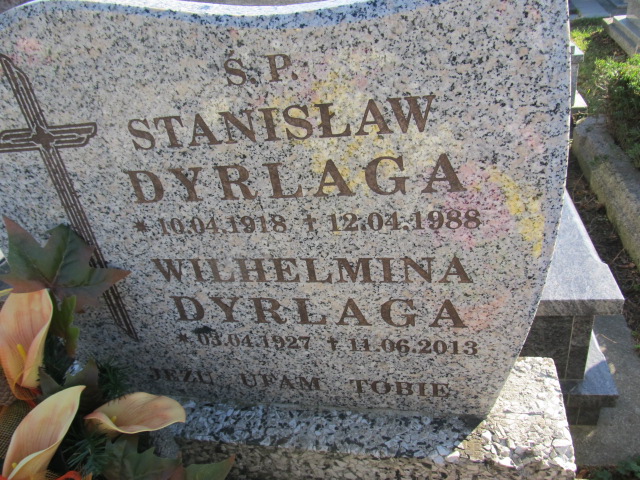 Ś.P.
STANISŁAW
DYRLAGA
* 10.04.1918 † 12.04.1988
WILHELMINA
DYRLAGA
* 03.04.1927 † 11.06.2013
JEZU UFAM TOBIE